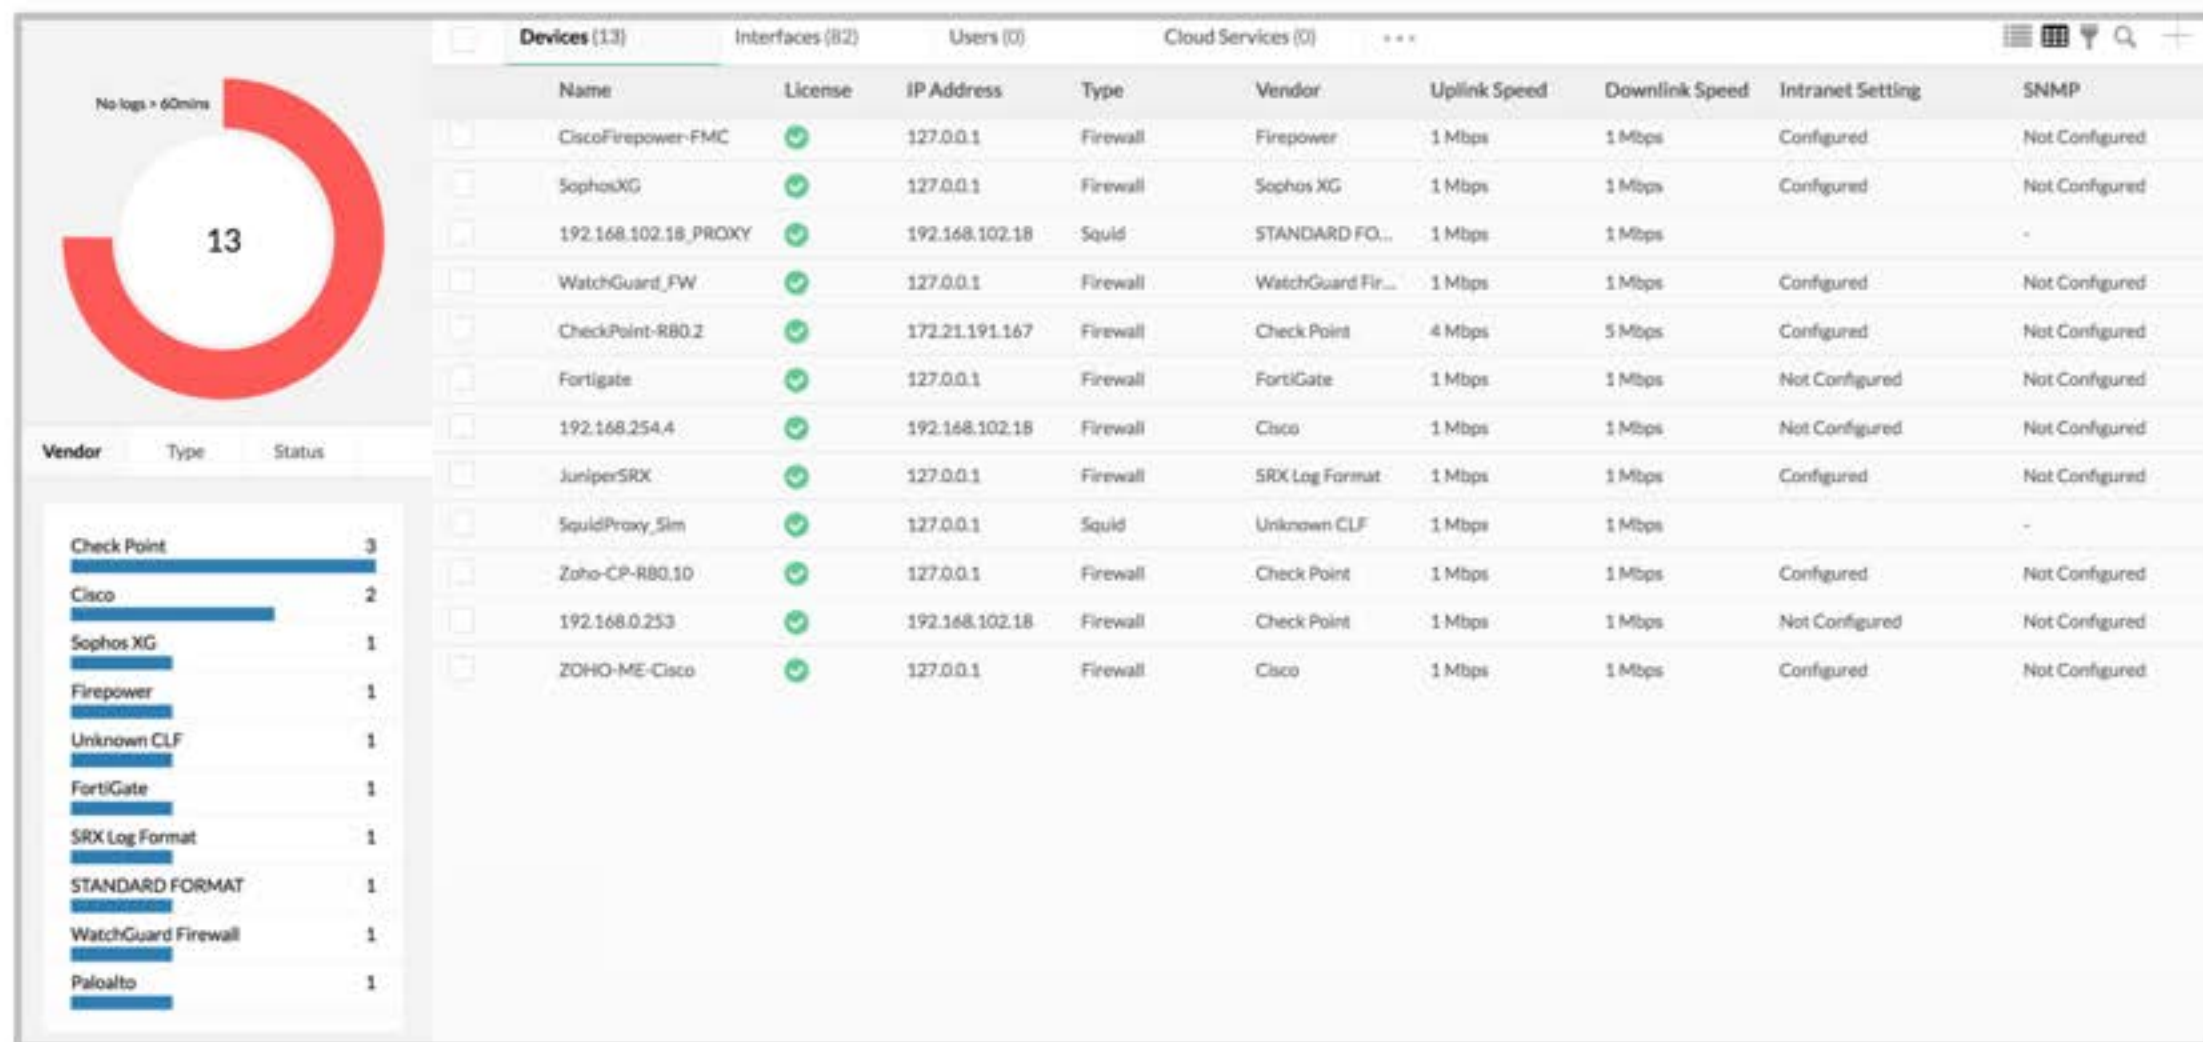 No logs > 60mins
13
Vendor Type Status
Check Point 3
Cisco 2
Sophos XG 1
Firepower 1
Unknown CLF 1
FortiGate 1
SRX Log Format 1
STANDARD FORMAT 1
WatchGuard Firewall 1
Paloalto 1
Devices (13) Interfaces (82) Users (0) Cloud Services (0)
Name License IP Address Type Vendor Uplink Speed Downlink Speed Intranet Setting SNMP
CiscoFirepower-FMC 127.0.0.1 Firewall Firepower 1 Mbps 1 Mbps Configured Not Configured
SophosXG 127.0.0.1 Firewall Sophos XG 1 Mbps 1 Mbps Configured Not Configured
192.168.102.18_PROXY 192.168.102.18 Squid STANDARD FO... 1 Mbps 1 Mbps -
WatchGuard_FW 127.0.0.1 Firewall WatchGuard Fir... 1 Mbps 1 Mbps Configured Not Configured
CheckPoint-R80.2 172.21.191.167 Firewall Check Point 4 Mbps 5 Mbps Configured Not Configured
Fortigate 127.0.0.1 Firewall FortiGate 1 Mbps 1 Mbps Not Configured Not Configured
192.168.254.4 192.168.102.18 Firewall Cisco 1 Mbps 1 Mbps Not Configured Not Configured
JuniperSRX 127.0.0.1 Firewall SRX Log Format 1 Mbps 1 Mbps Configured Not Configured
SquidProxy_Sim 127.0.0.1 Squid Unknown CLF 1 Mbps 1 Mbps -
Zoho-CP-R80.10 127.0.0.1 Firewall Check Point 1 Mbps 1 Mbps Configured Not Configured
192.168.0.253 192.168.102.18 Firewall Check Point 1 Mbps 1 Mbps Not Configured Not Configured
ZOHO-ME-Cisco 127.0.0.1 Firewall Cisco 1 Mbps 1 Mbps Configured Not Configured